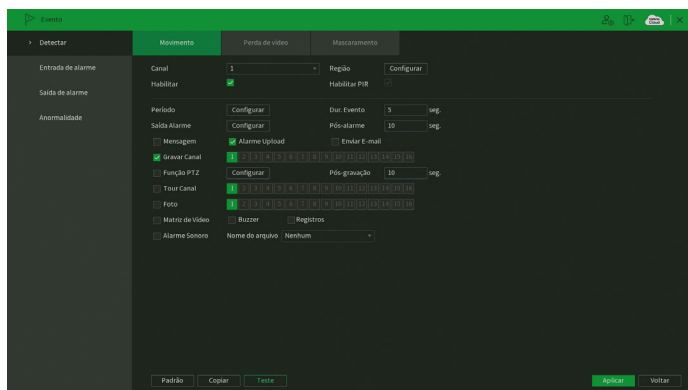 Evento
Detectar
Entrada de alarme
Saída de alarme
Anormalidade
Movimento Perda de vídeo Mascaramento
Canal 1 Região Configurar
Habilitar Habilitar PIR
Período Configurar Dur. Evento 5 seg.
Saída Alarme Configurar Pós-alarme 10 seg.
Mensagem Alarme Upload Enviar E-mail
Gravar Canal 1 2 3 4 5 6 7 8 9 10 11 12 13 14 15 16
Função PTZ Configurar Pós-gravação 10 seg.
Tour Canal 1 2 3 4 5 6 7 8 9 10 11 12 13 14 15 16
Foto 1 2 3 4 5 6 7 8 9 10 11 12 13 14 15 16
Matriz de Vídeo Buzzer Registros
Alarme Sonoro Nome do arquivo Nenhum
Padrão Copiar Teste Aplicar Voltar